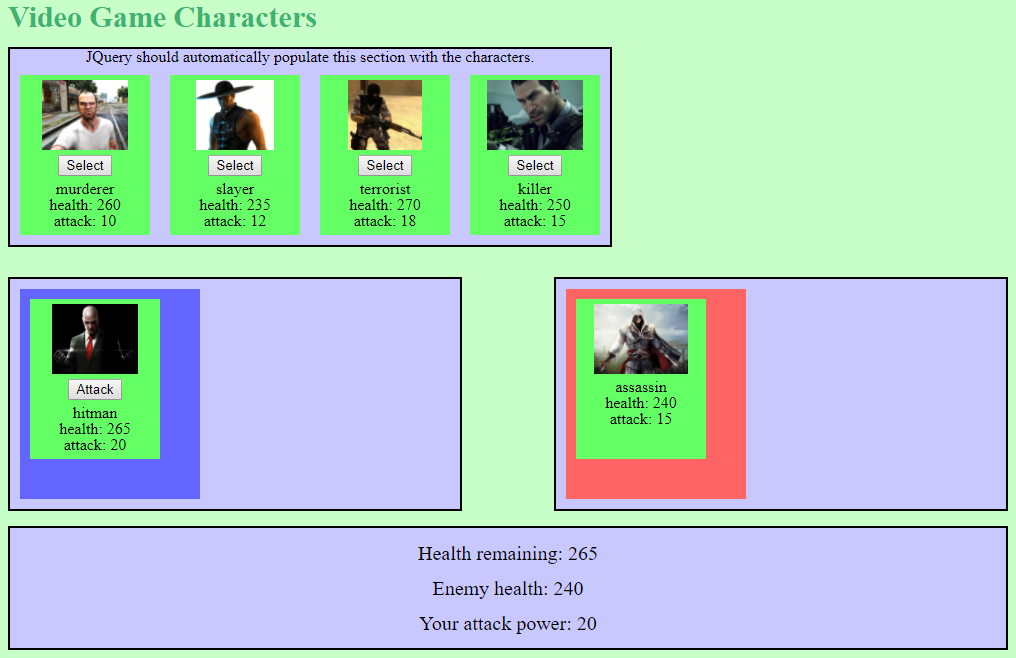 Video Game Characters
JQuery should automatically populate this section with the characters.
Select
murderer
health: 260
attack: 10
Select
slayer
health: 235
attack: 12
Select
terrorist
health: 270
attack: 18
Select
killer
health: 250
attack: 15
Attack
hitman
health: 265
attack: 20
assassin
health: 240
attack: 15
Health remaining: 265
Enemy health: 240
Your attack power: 20